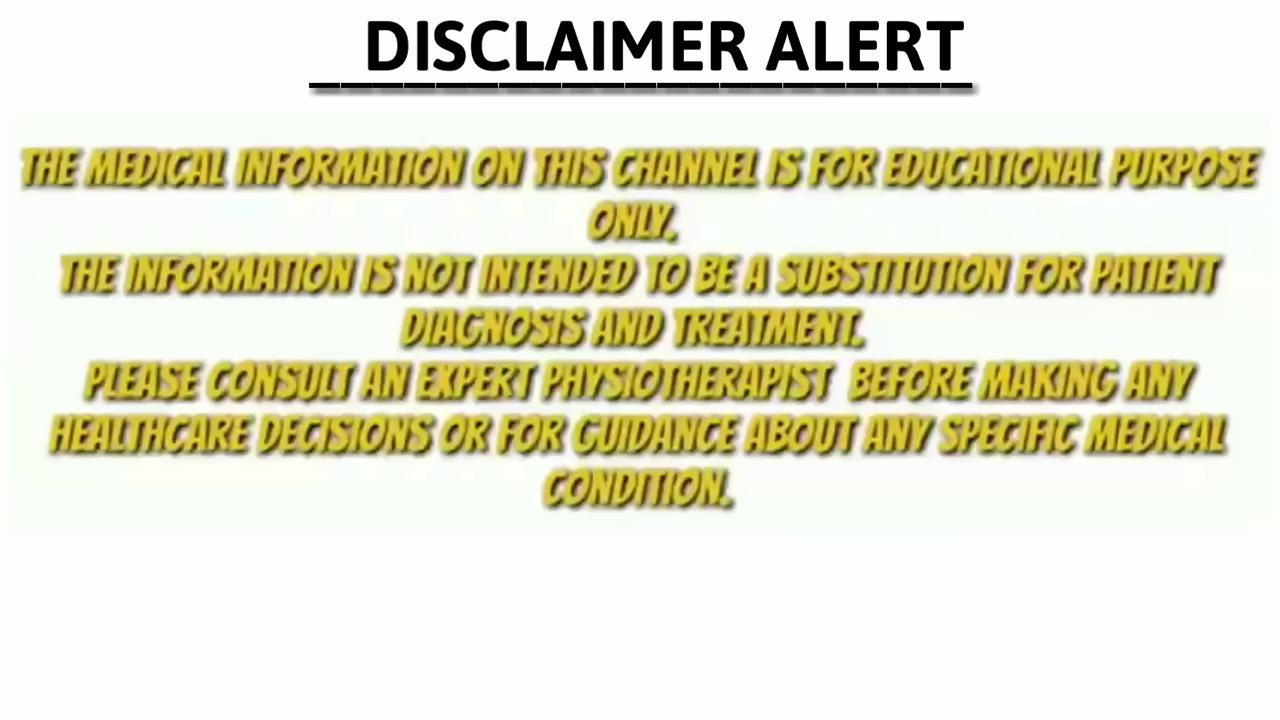 DISCLAIMER ALERT
THE MEDICAL INFORMATION ON THIS CHANNEL IS FOR EDUCATIONAL PURPOSE
ONLY.
THE INFORMATION IS NOT INTENDED TO BE A SUBSTITUTION FOR PATIENT
DIAGNOSIS AND TREATMENT.
PLEASE CONSULT AN EXPERT PHYSIOTHERAPIST BEFORE MAKING ANY
HEALTHCARE DECISIONS OR FOR GUIDANCE ABOUT ANY SPECIFIC MEDICAL
CONDITION.